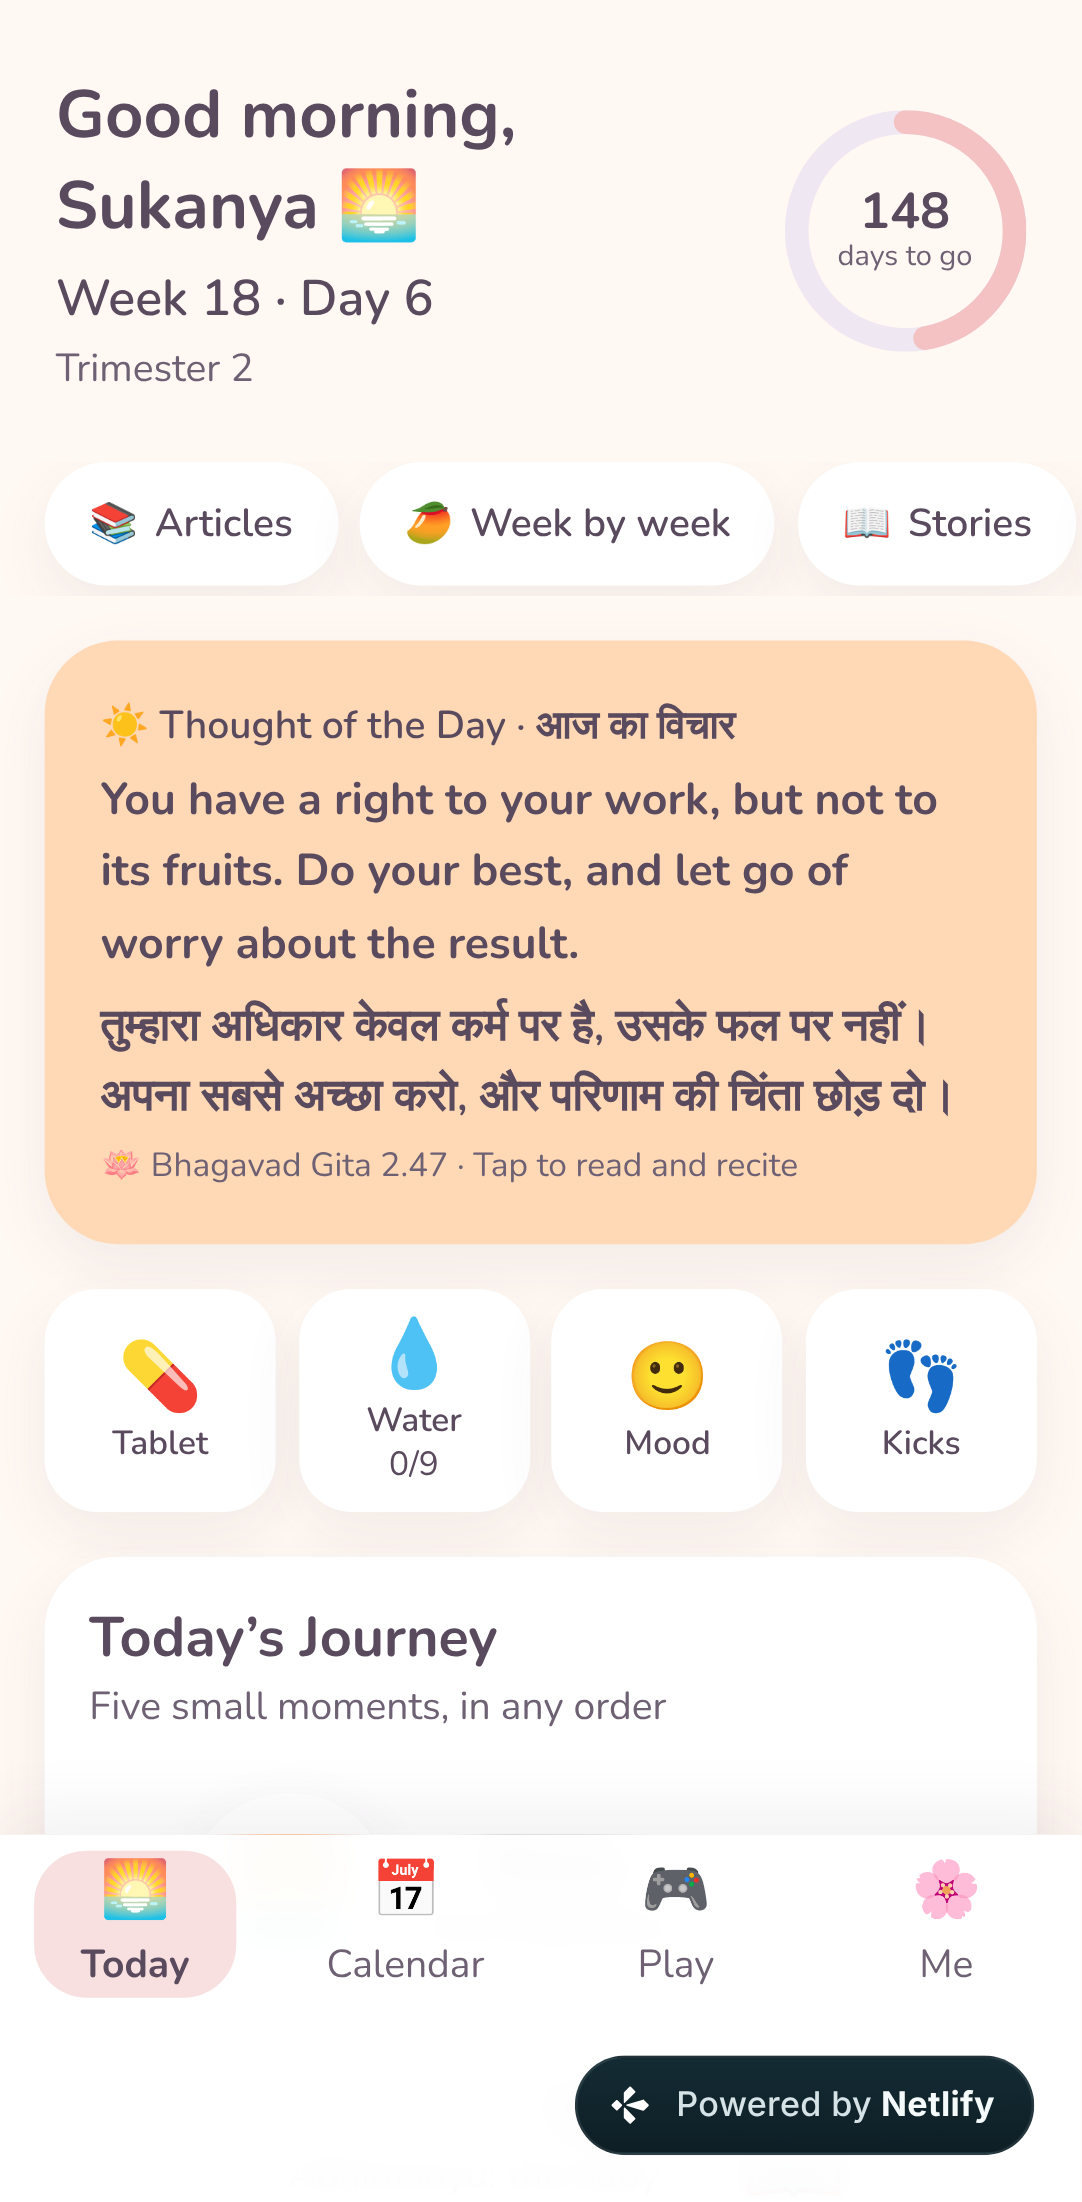 Good morning,
Sukanya
Week 18 · Day 6
Trimester 2
148
days to go
Articles
Week by week
Stories
Thought of the Day · आज का विचार
You have a right to your work, but not to
its fruits. Do your best, and let go of
worry about the result.
तुम्हारा अधिकार केवल कर्म पर है, उसके फल पर नहीं।
अपना सबसे अच्छा करो, और परिणाम की चिंता छोड़ दो।
Bhagavad Gita 2.47 · Tap to read and recite
Tablet
Water
0/9
Mood
Kicks
Today’s Journey
Five small moments, in any order
July
17
Today
Calendar
Play
Me
Powered by Netlify